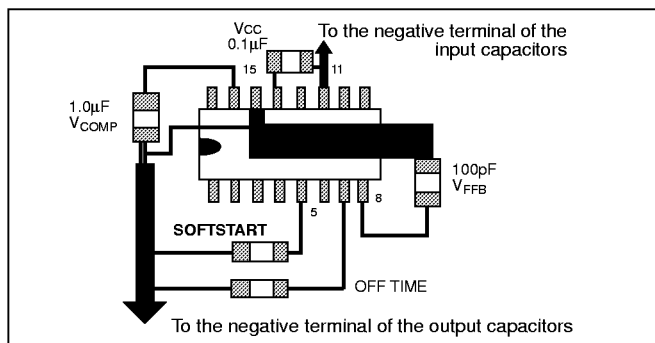 Vcc
0.1µF
To the negative terminal of the
input capacitors
15
11
1.0µF
VCOMP
100pF
VFFB
5
8
SOFTSTART
OFF TIME
To the negative terminal of the output capacitors